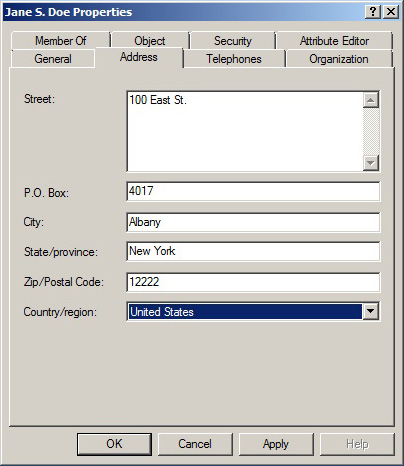 Jane S. Doe Properties
Member Of Object Security Attribute Editor
General Address Telephones Organization
Street: 100 East St.
P.O. Box: 4017
City: Albany
State/province: New York
Zip/Postal Code: 12222
Country/region: United States
OK Cancel Apply Help